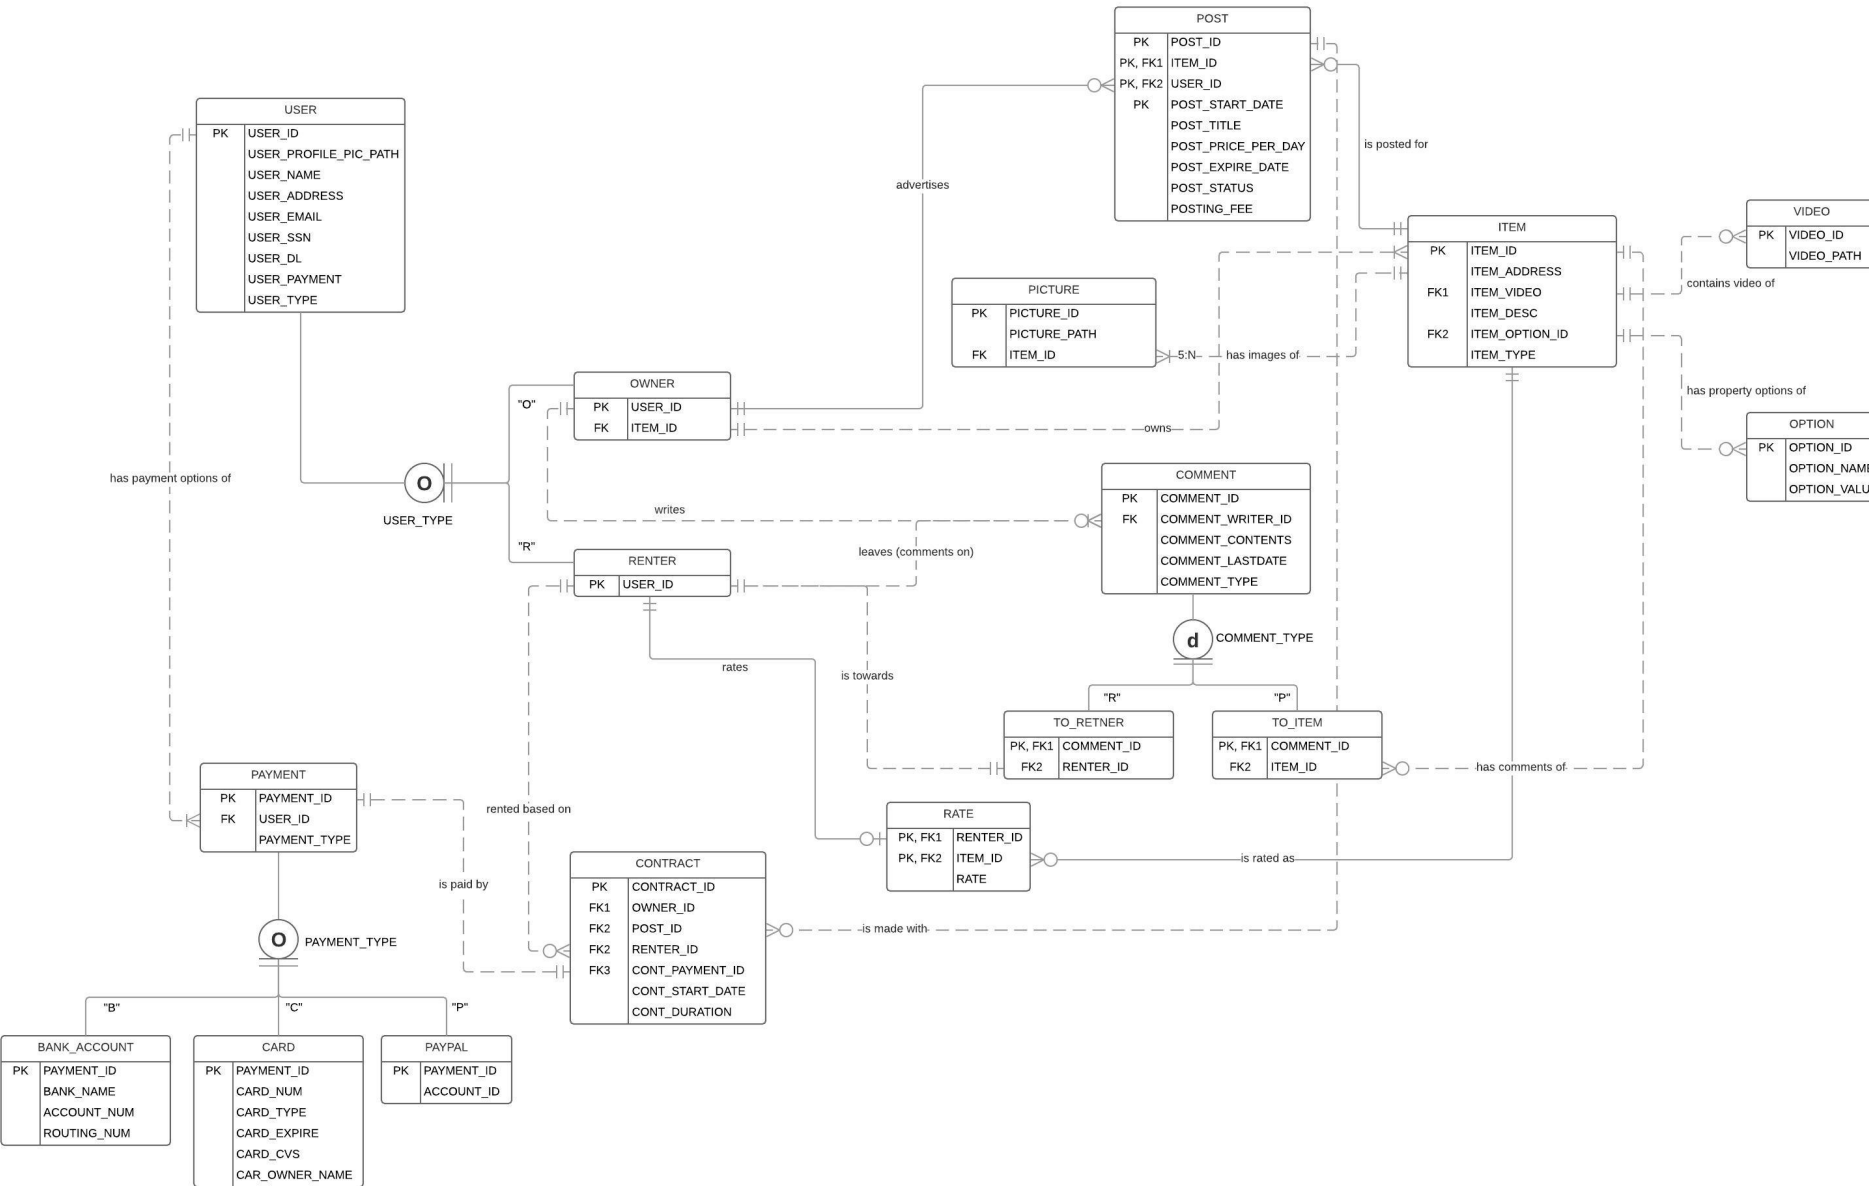 POST
PK POST_ID
PK, FK1 ITEM_ID
PK, FK2 USER_ID
PK POST_START_DATE
POST_TITLE
POST_PRICE_PER_DAY
POST_EXPIRE_DATE
POST_STATUS
POSTING_FEE
USER
PK USER_ID
USER_PROFILE_PIC_PATH
USER_NAME
USER_ADDRESS
USER_EMAIL
USER_SSN
USER_DL
USER_PAYMENT
USER_TYPE
advertises
is posted for
ITEM
PK ITEM_ID
ITEM_ADDRESS
FK1 ITEM_VIDEO
ITEM_DESC
FK2 ITEM_OPTION_ID
ITEM_TYPE
VIDEO
PK VIDEO_ID
VIDEO_PATH
contains video of
PICTURE
PK PICTURE_ID
PICTURE_PATH
FK ITEM_ID
5:N
has images of
has property options of
OPTION
PK OPTION_ID
OPTION_NAME
OPTION_VALU
OWNER
PK USER_ID
FK ITEM_ID
"O"
owns
has payment options of
O
USER_TYPE
writes
"R"
leaves (comments on)
RENTER
PK USER_ID
COMMENT
PK COMMENT_ID
FK COMMENT_WRITER_ID
COMMENT_CONTENTS
COMMENT_LASTDATE
COMMENT_TYPE
d
COMMENT_TYPE
rates
is towards
"R"
"P"
TO_RETNER
PK, FK1 COMMENT_ID
FK2 RENTER_ID
TO_ITEM
PK, FK1 COMMENT_ID
FK2 ITEM_ID
has comments of
PAYMENT
PK PAYMENT_ID
FK USER_ID
PAYMENT_TYPE
rented based on
RATE
PK, FK1 RENTER_ID
PK, FK2 ITEM_ID
RATE
is rated as
is paid by
CONTRACT
PK CONTRACT_ID
FK1 OWNER_ID
FK2 POST_ID
FK2 RENTER_ID
FK3 CONT_PAYMENT_ID
CONT_START_DATE
CONT_DURATION
is made with
O
PAYMENT_TYPE
"B"
"C"
"P"
BANK_ACCOUNT
PK PAYMENT_ID
BANK_NAME
ACCOUNT_NUM
ROUTING_NUM
CARD
PK PAYMENT_ID
CARD_NUM
CARD_TYPE
CARD_EXPIRE
CARD_CVS
CAR_OWNER_NAME
PAYPAL
PK PAYMENT_ID
ACCOUNT_ID